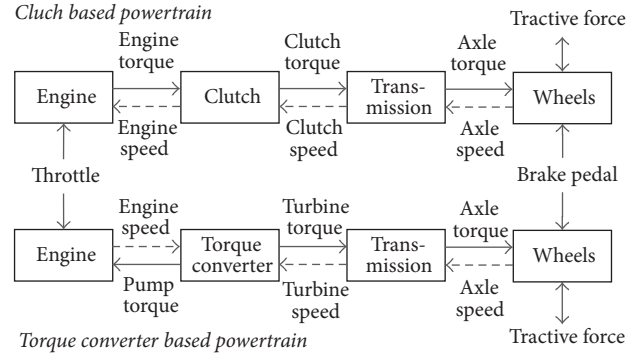 Cluch based powertrain
Tractive force
Engine torque
Clutch torque
Axle torque
Engine
Clutch
Trans-
mission
Wheels
Engine speed
Clutch speed
Axle speed
Throttle
Brake pedal
Engine speed
Turbine torque
Axle torque
Engine
Torque converter
Trans-
mission
Wheels
Pump torque
Turbine speed
Axle speed
Torque converter based powertrain
Tractive force